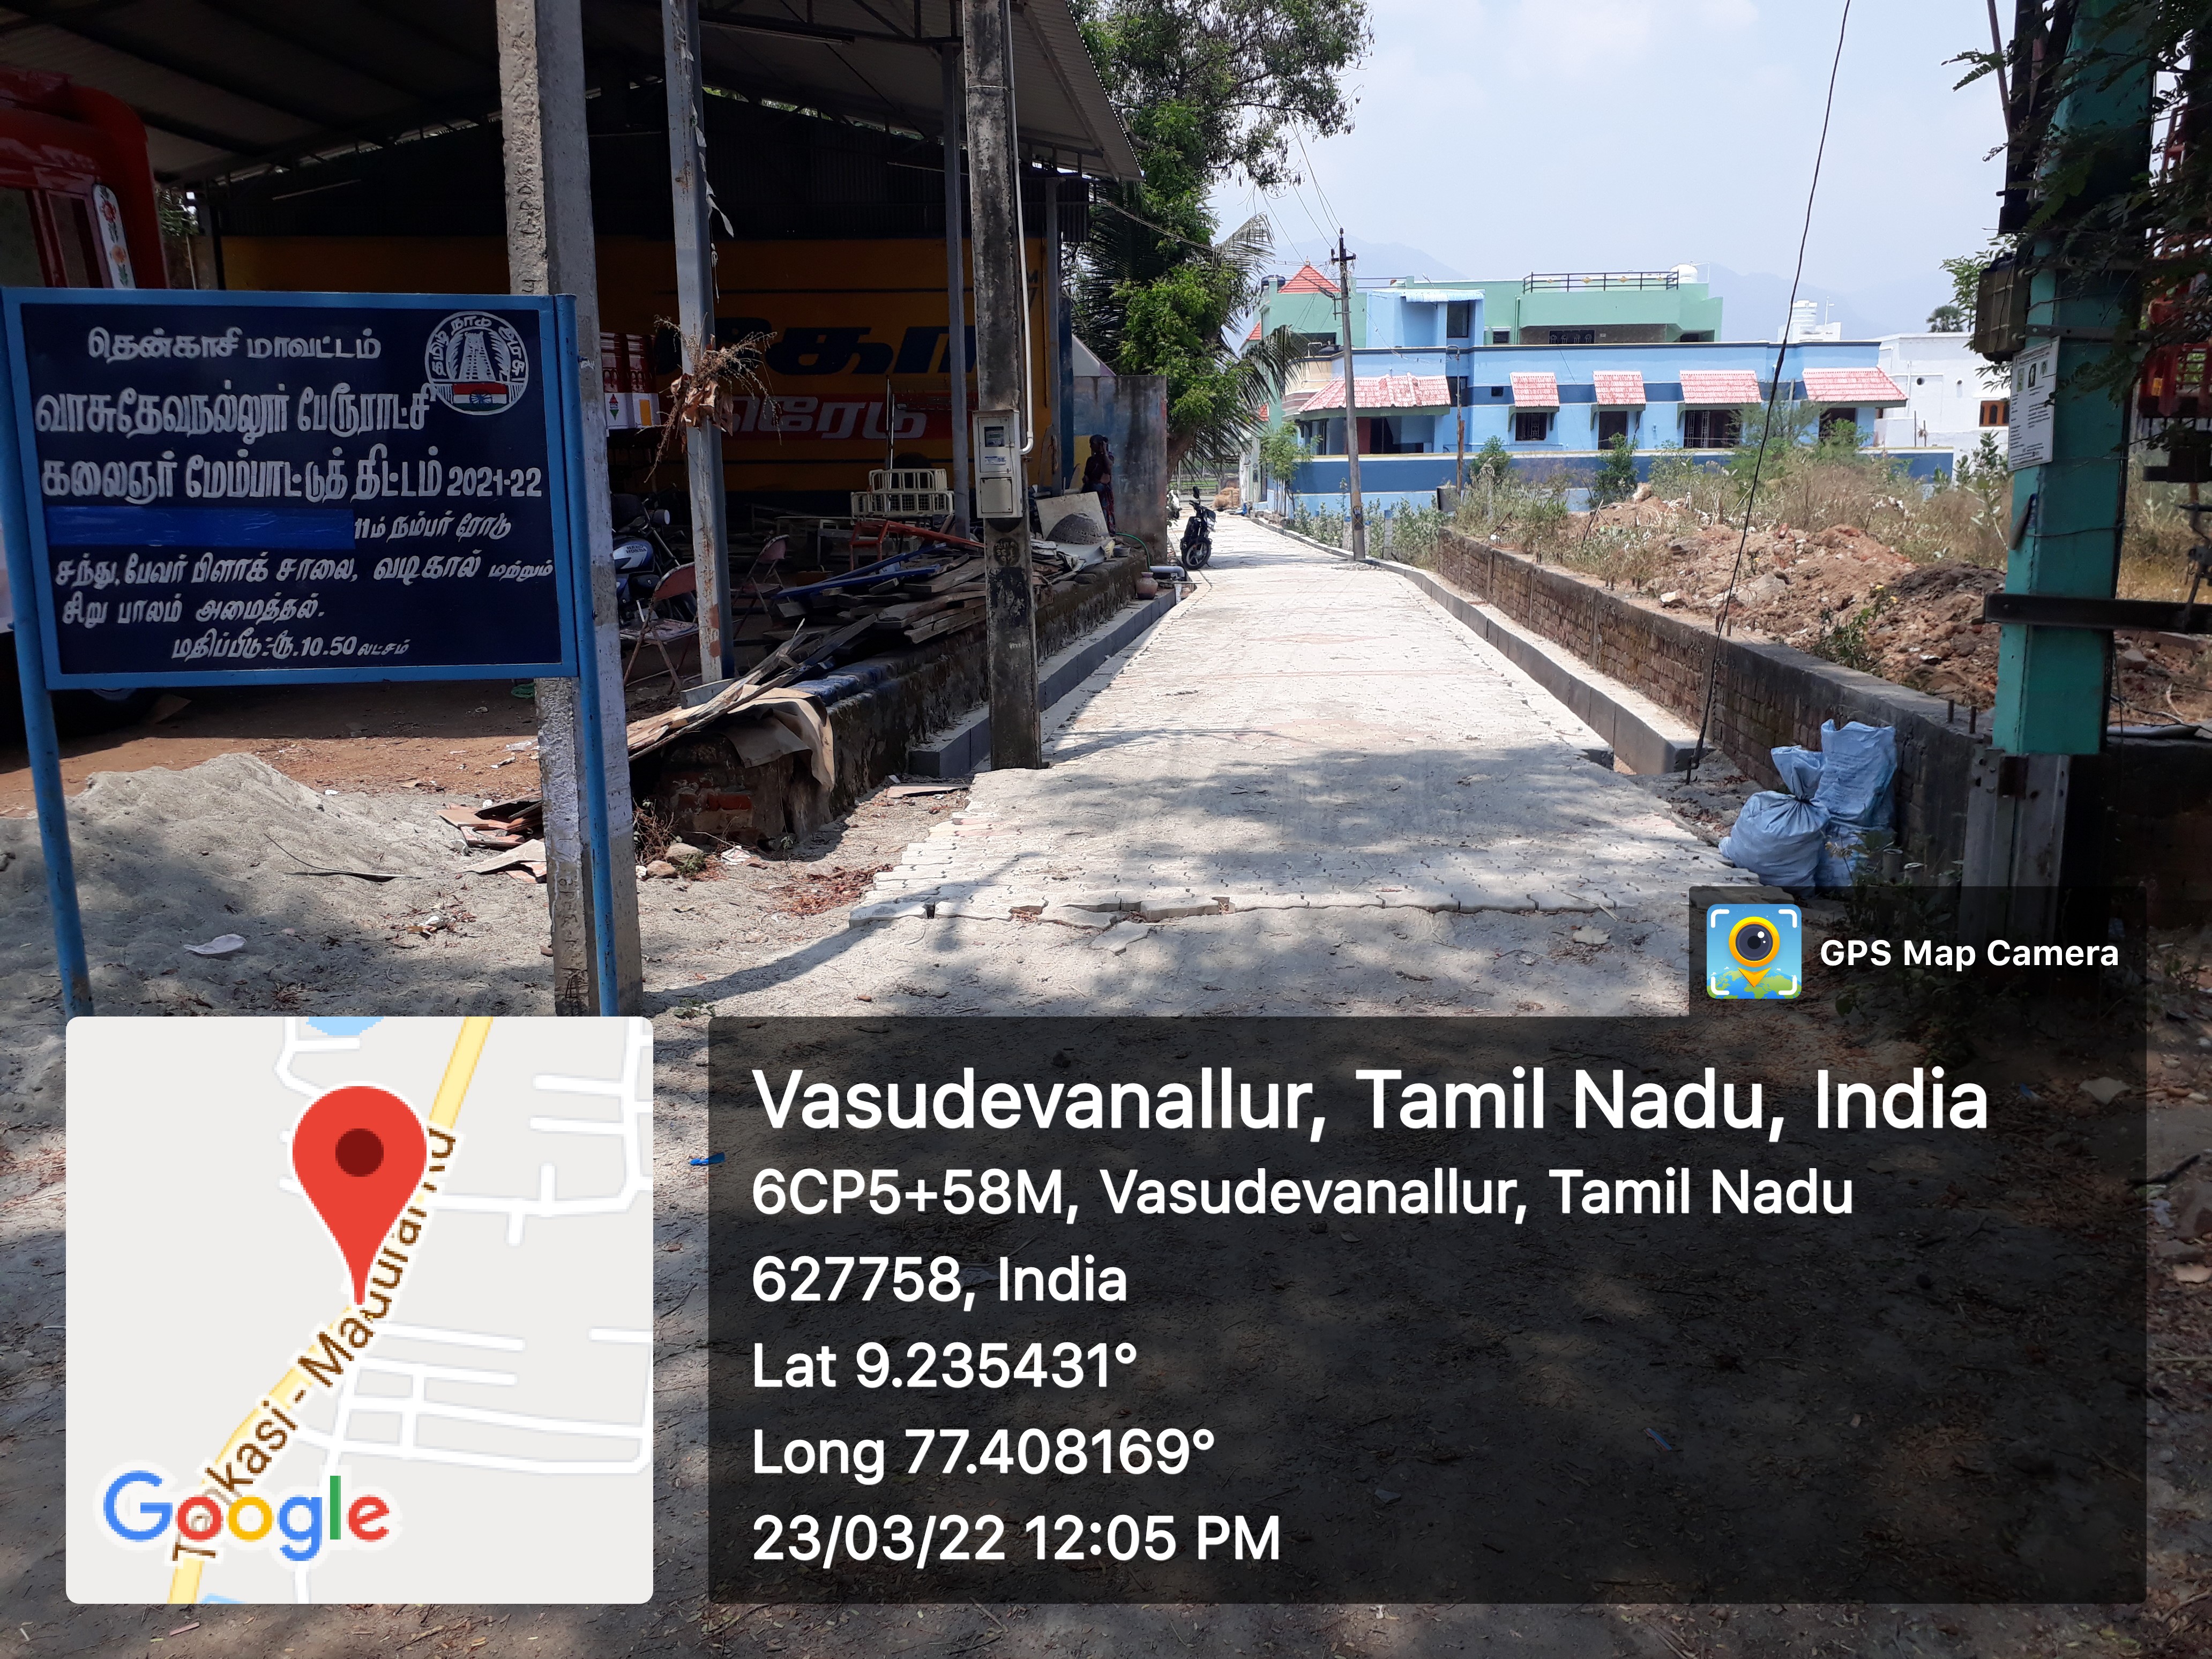 தென்காசி மாவட்டம்
தமிழ்நாடு அரசு
வாசுதேவநல்லூர் பேரூராட்சி
கலைஞர் மேம்பாட்டுத் திட்டம் 2021-22
11ம் நம்பர் ரோடு
சந்து, பேவர் பிளாக் சாலை, வடிகால் மற்றும்
சிறு பாலம் அமைத்தல்.
மதிப்பீடு:-ரூ.10.50 லட்சம்
GPS Map Camera
Vasudevanallur, Tamil Nadu, India
6CP5+58M, Vasudevanallur, Tamil Nadu
627758, India
Lat 9.235431°
Long 77.408169°
23/03/22 12:05 PM
Google